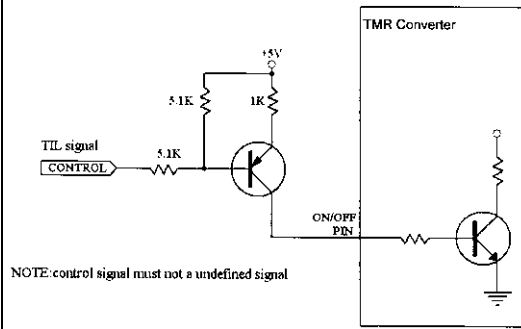 TMR Converter
+5V
5.1K
1K
TIL signal
CONTROL
5.1K
ON/OFF
PIN
NOTE:control signal must not a undefined signal